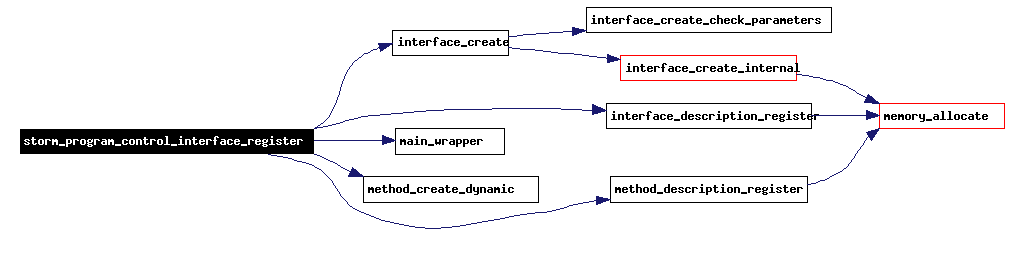 interface_create_check_parameters
interface_create
interface_create_internal
interface_description_register
memory_allocate
storm_program_control_interface_register
main_wrapper
method_create_dynamic
method_description_register